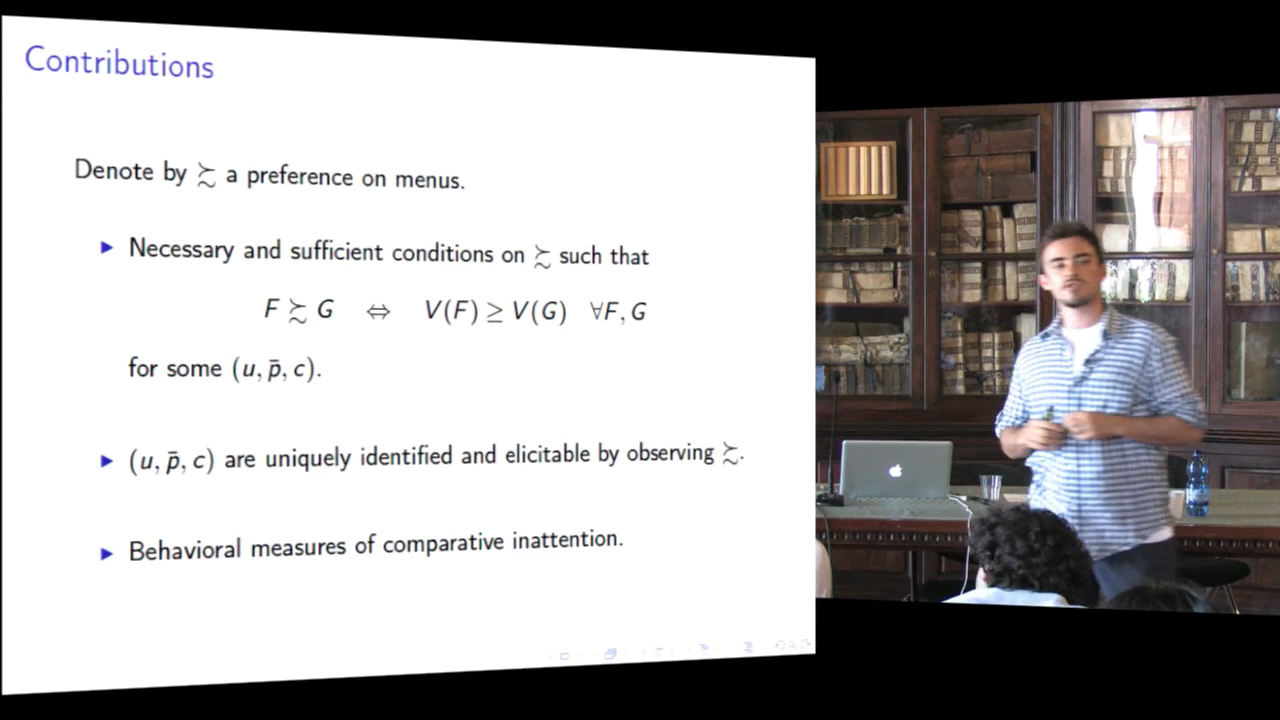 Contributions
Denote by ≿ a preference on menus.
▶ Necessary and sufficient conditions on ≿ such that
F ≿ G ⇔ V(F) ≥ V(G) ∀F, G
for some (u, p̄, c).
▶ (u, p̄, c) are uniquely identified and elicitable by observing ≿.
▶ Behavioral measures of comparative inattention.